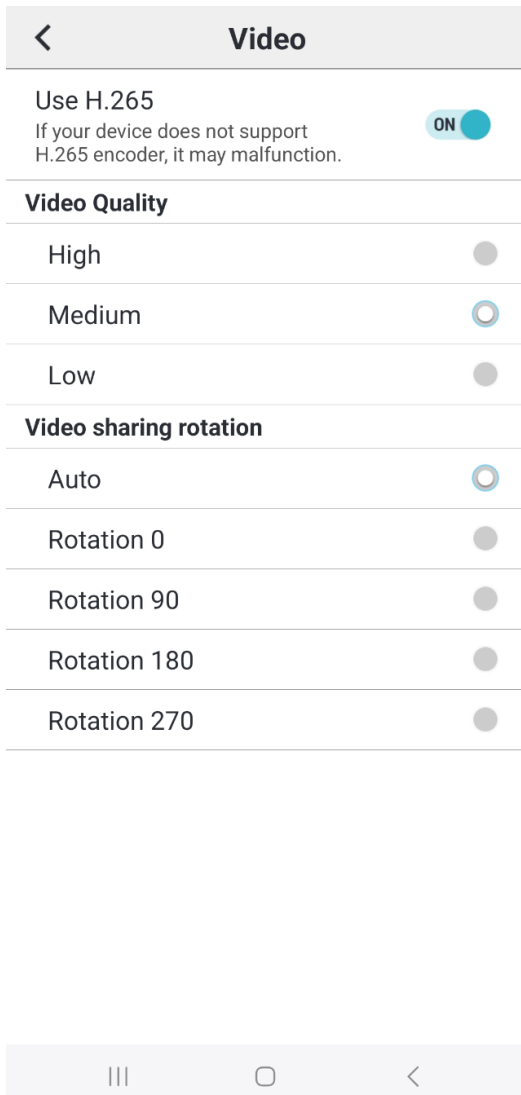 Video
Use H.265
ON
If your device does not support
H.265 encoder, it may malfunction.
Video Quality
High
Medium
Low
Video sharing rotation
Auto
Rotation 0
Rotation 90
Rotation 180
Rotation 270